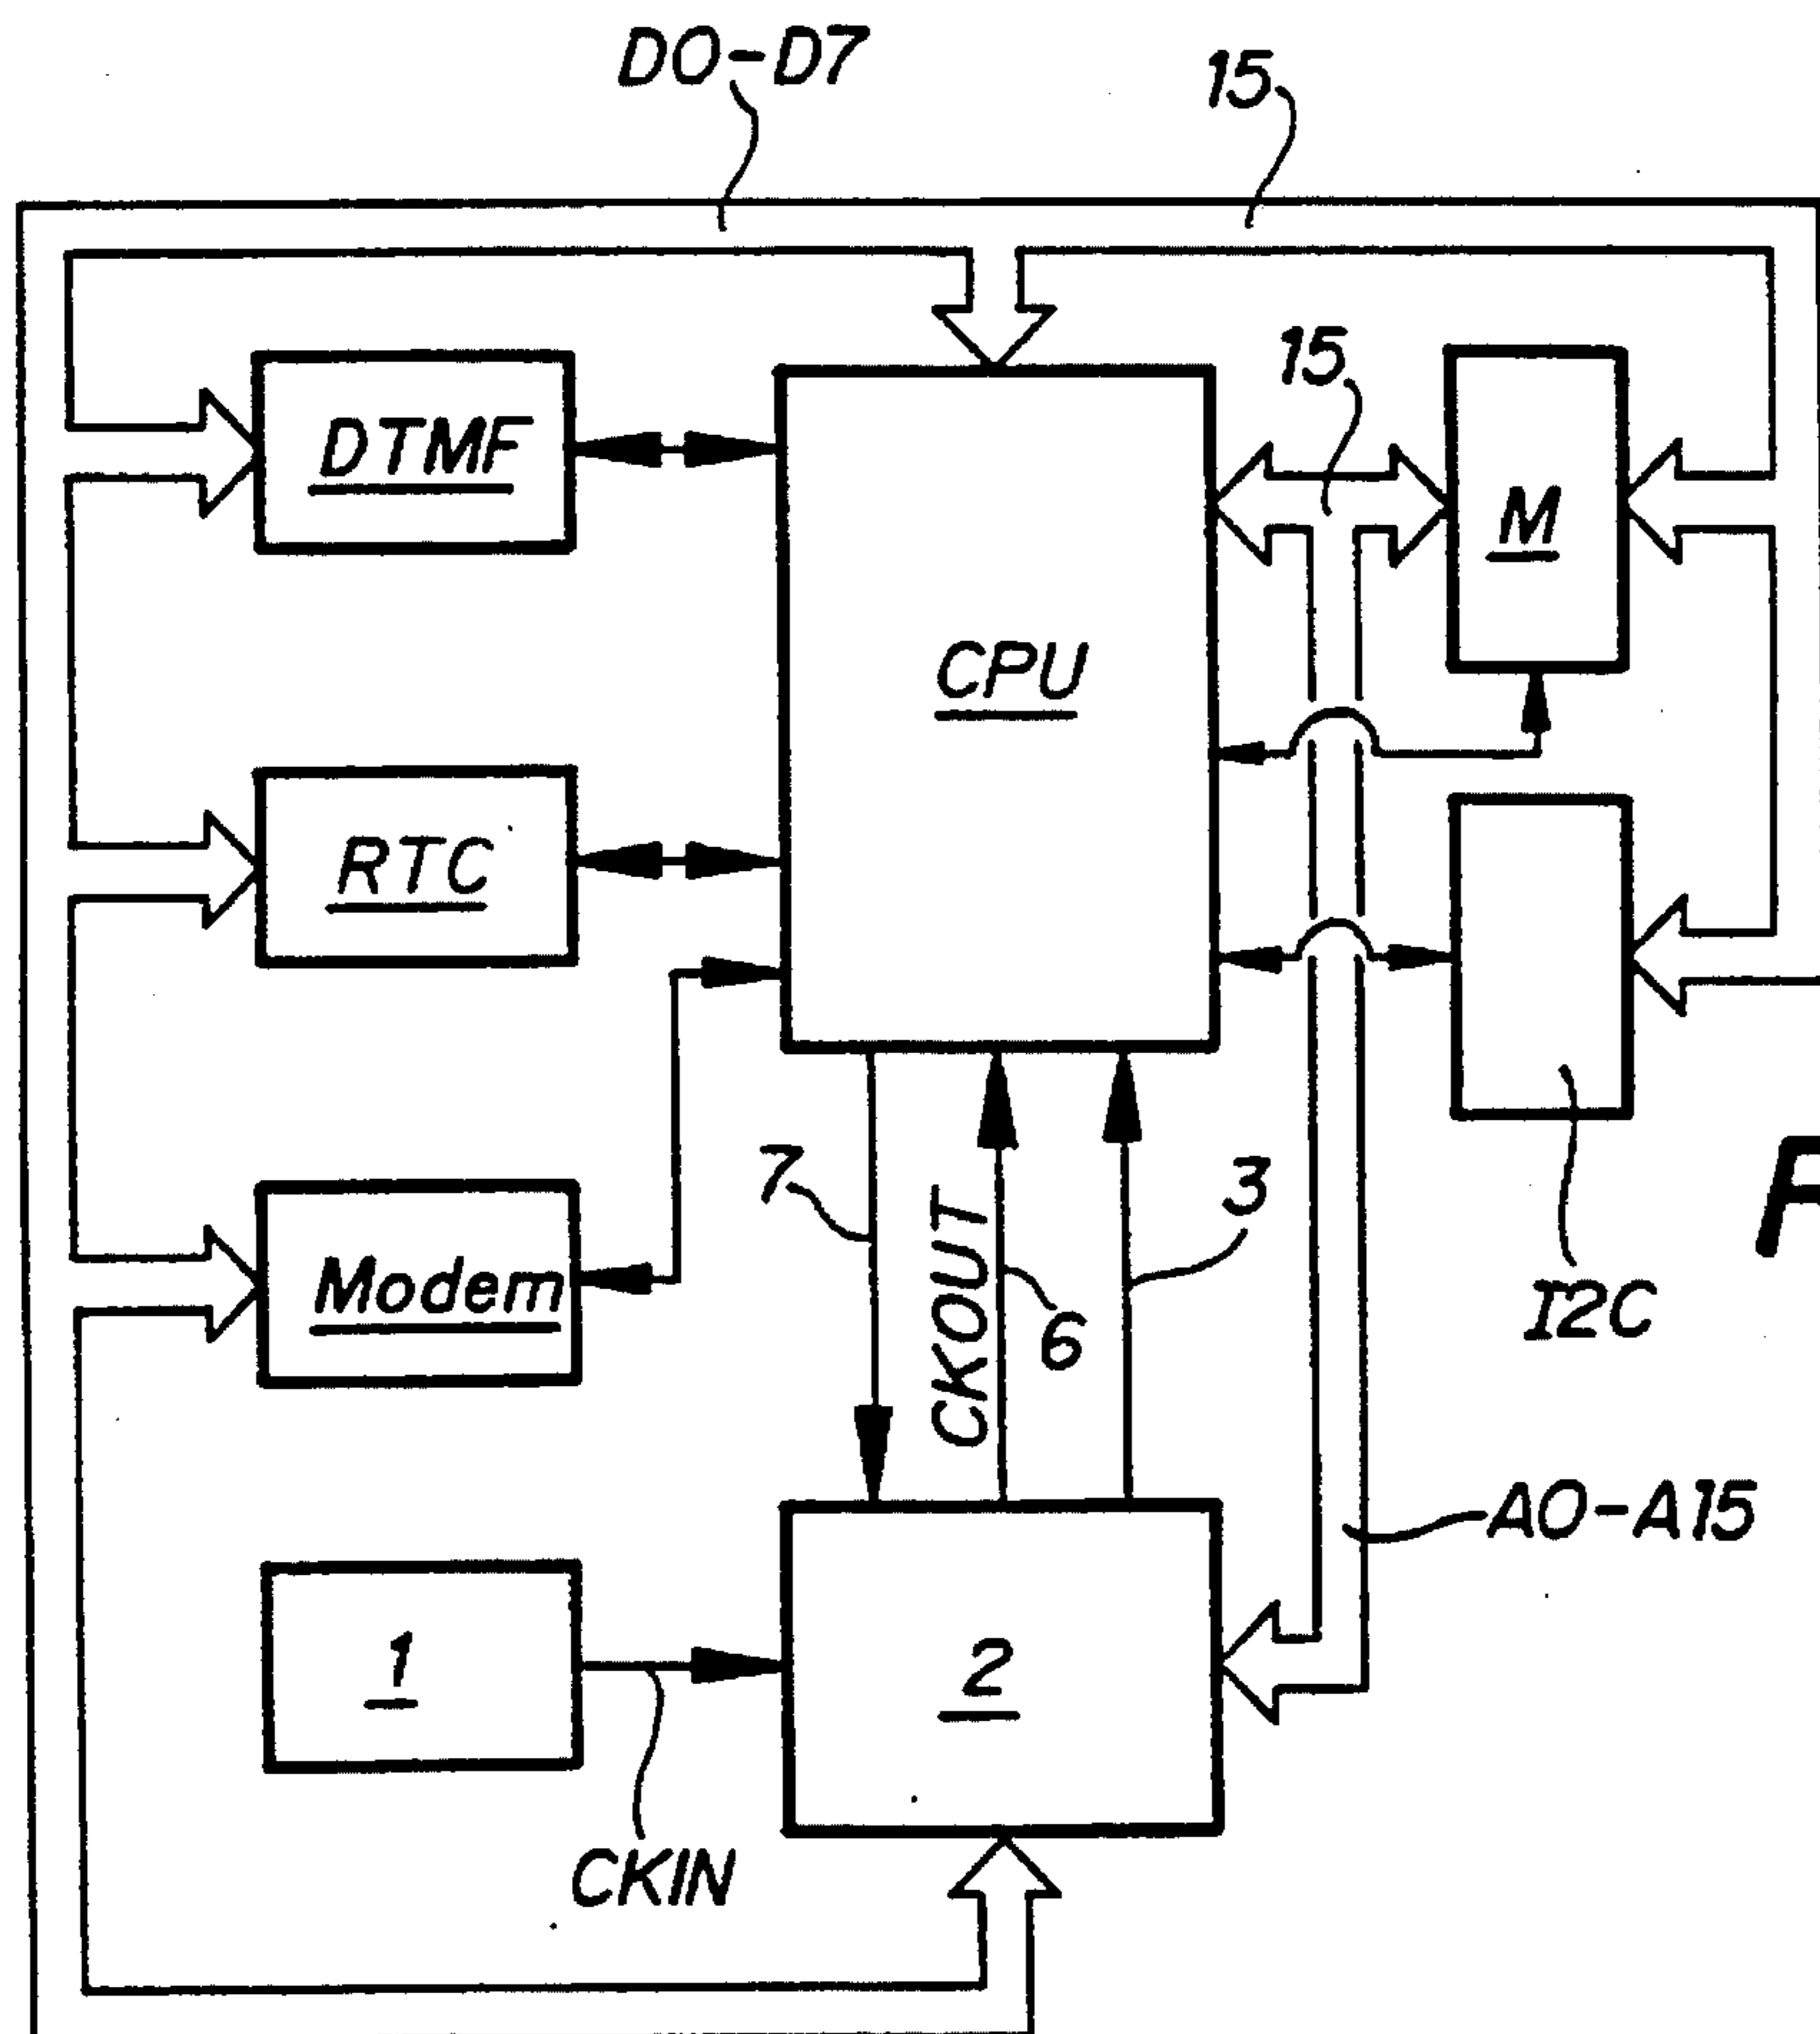 D0-D7
15
15
DTMF
M
CPU
RTC
7
3
CKOUT
6
I2C
F
Modem
A0-A15
1
2
CKIN